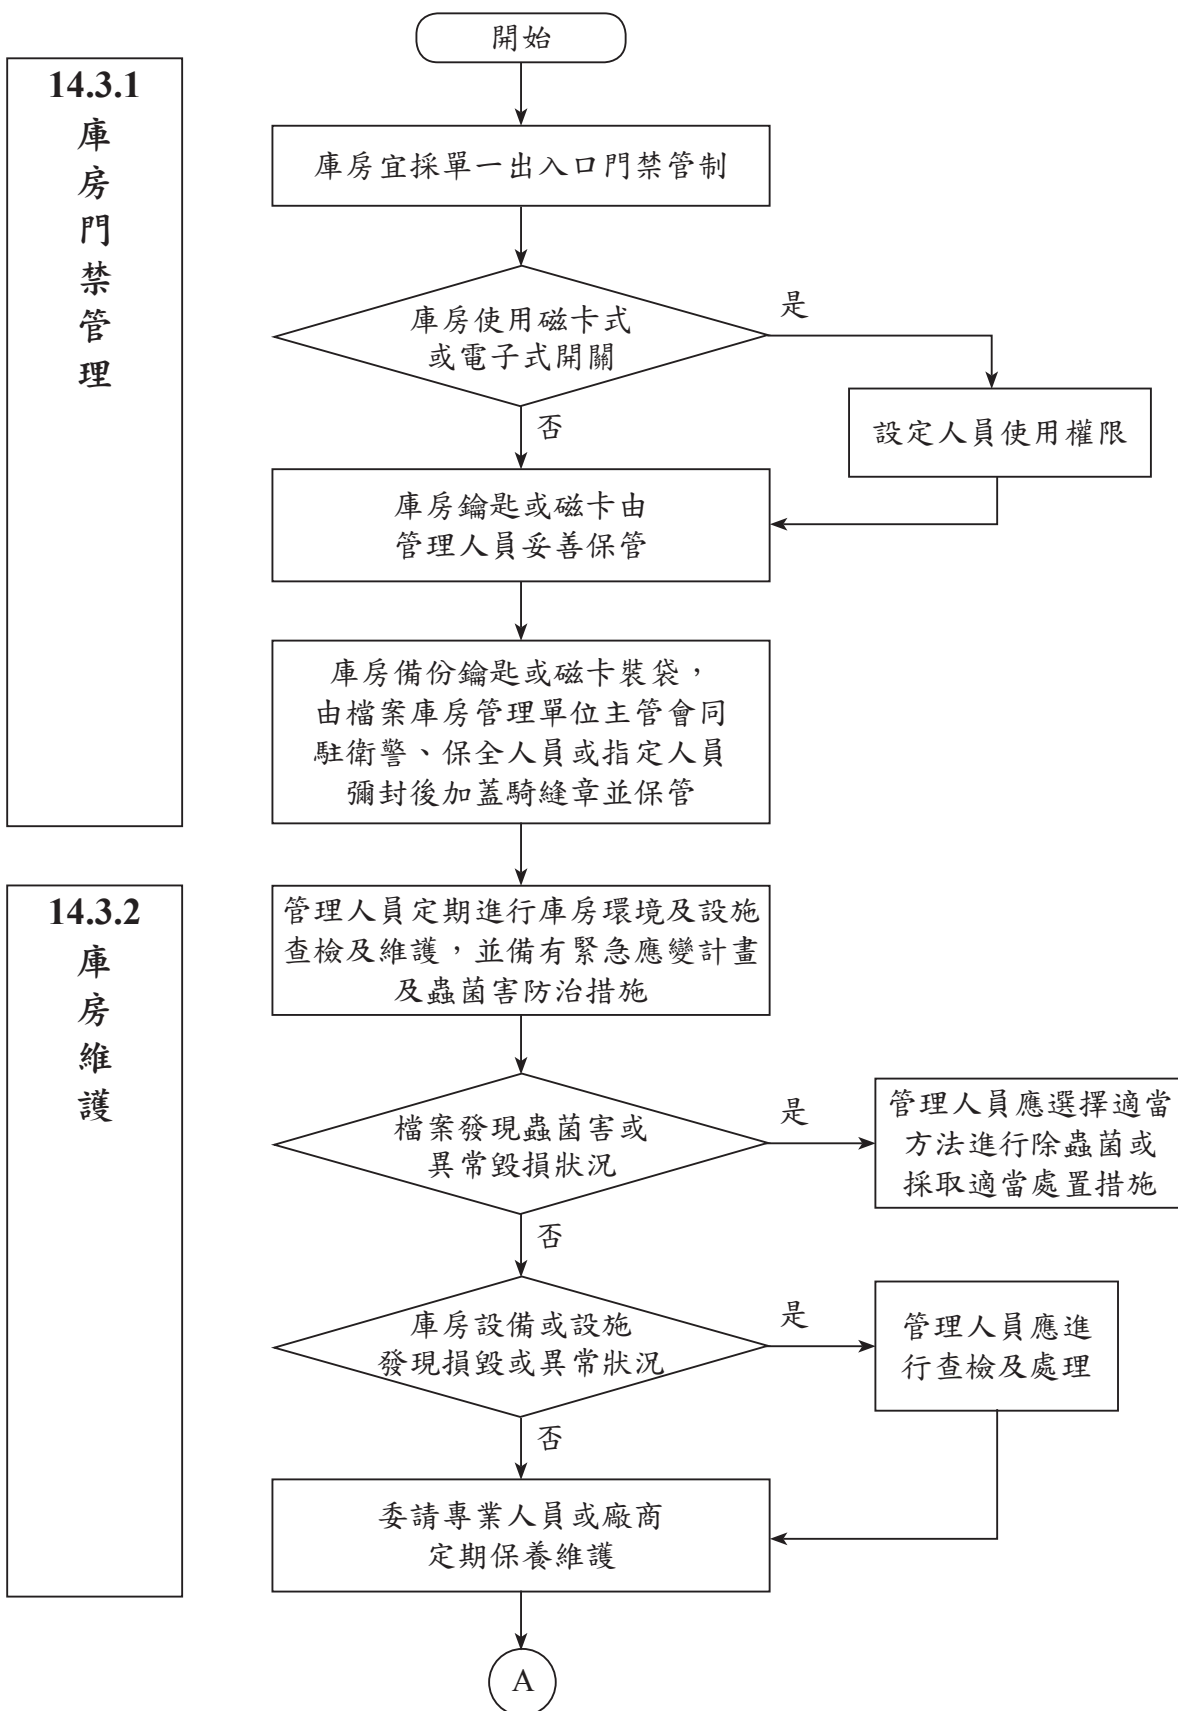 開始
14.3.1
庫
房
門
禁
管
理
庫房宜採單一出入口門禁管制
庫房使用磁卡式
或電子式開關
是
設定人員使用權限
否
庫房鑰匙或磁卡由
管理人員妥善保管
庫房備份鑰匙或磁卡裝袋，
由檔案庫房管理單位主管會同
駐衛警、保全人員或指定人員
彌封後加蓋騎縫章並保管
14.3.2
庫
房
維
護
管理人員定期進行庫房環境及設施
查檢及維護，並備有緊急應變計畫
及蟲菌害防治措施
檔案發現蟲菌害或
異常毀損狀況
是
管理人員應選擇適當
方法進行除蟲菌或
採取適當處置措施
否
庫房設備或設施
發現損毀或異常狀況
是
管理人員應進
行查檢及處理
否
委請專業人員或廠商
定期保養維護
A